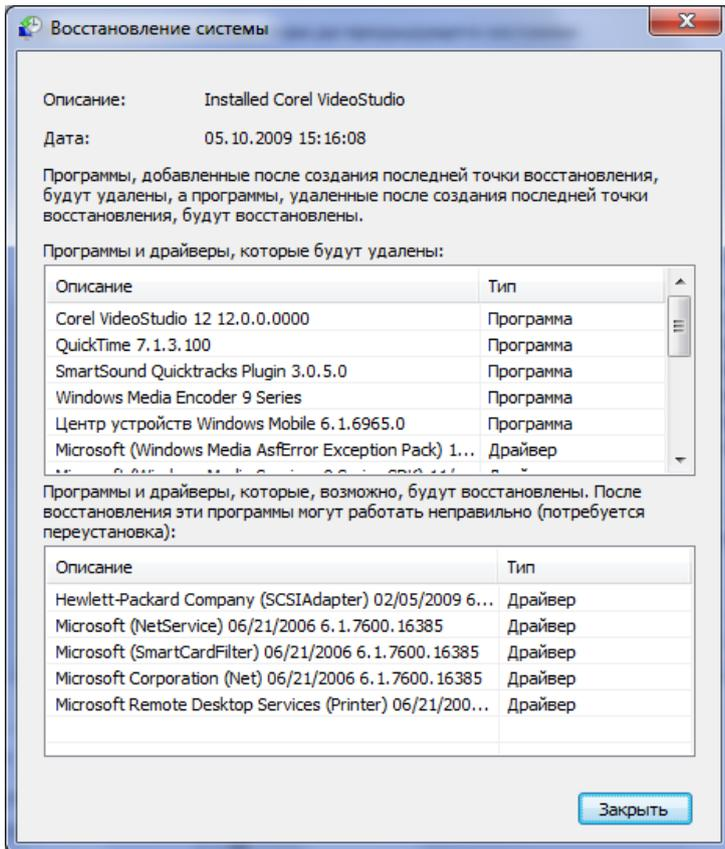 Восстановление системы
Описание: Installed Corel VideoStudio
Дата: 05.10.2009 15:16:08
Программы, добавленные после создания последней точки восстановления,
будут удалены, а программы, удаленные после создания последней точки
восстановления, будут восстановлены.
Программы и драйверы, которые будут удалены:
Описание Тип
Corel VideoStudio 12 12.0.0.0000 Программа
QuickTime 7.1.3.100 Программа
SmartSound Quicktracks Plugin 3.0.5.0 Программа
Windows Media Encoder 9 Series Программа
Центр устройств Windows Mobile 6.1.6965.0 Программа
Microsoft (Windows Media AsfError Exception Pack) 1... Драйвер
Программы и драйверы, которые, возможно, будут восстановлены. После
восстановления эти программы могут работать неправильно (потребуется
переустановка):
Описание Тип
Hewlett-Packard Company (SCSIAdapter) 02/05/2009 6... Драйвер
Microsoft (NetService) 06/21/2006 6.1.7600.16385 Драйвер
Microsoft (SmartCardFilter) 06/21/2006 6.1.7600.16385 Драйвер
Microsoft Corporation (Net) 06/21/2006 6.1.7600.16385 Драйвер
Microsoft Remote Desktop Services (Printer) 06/21/200... Драйвер
Закрыть